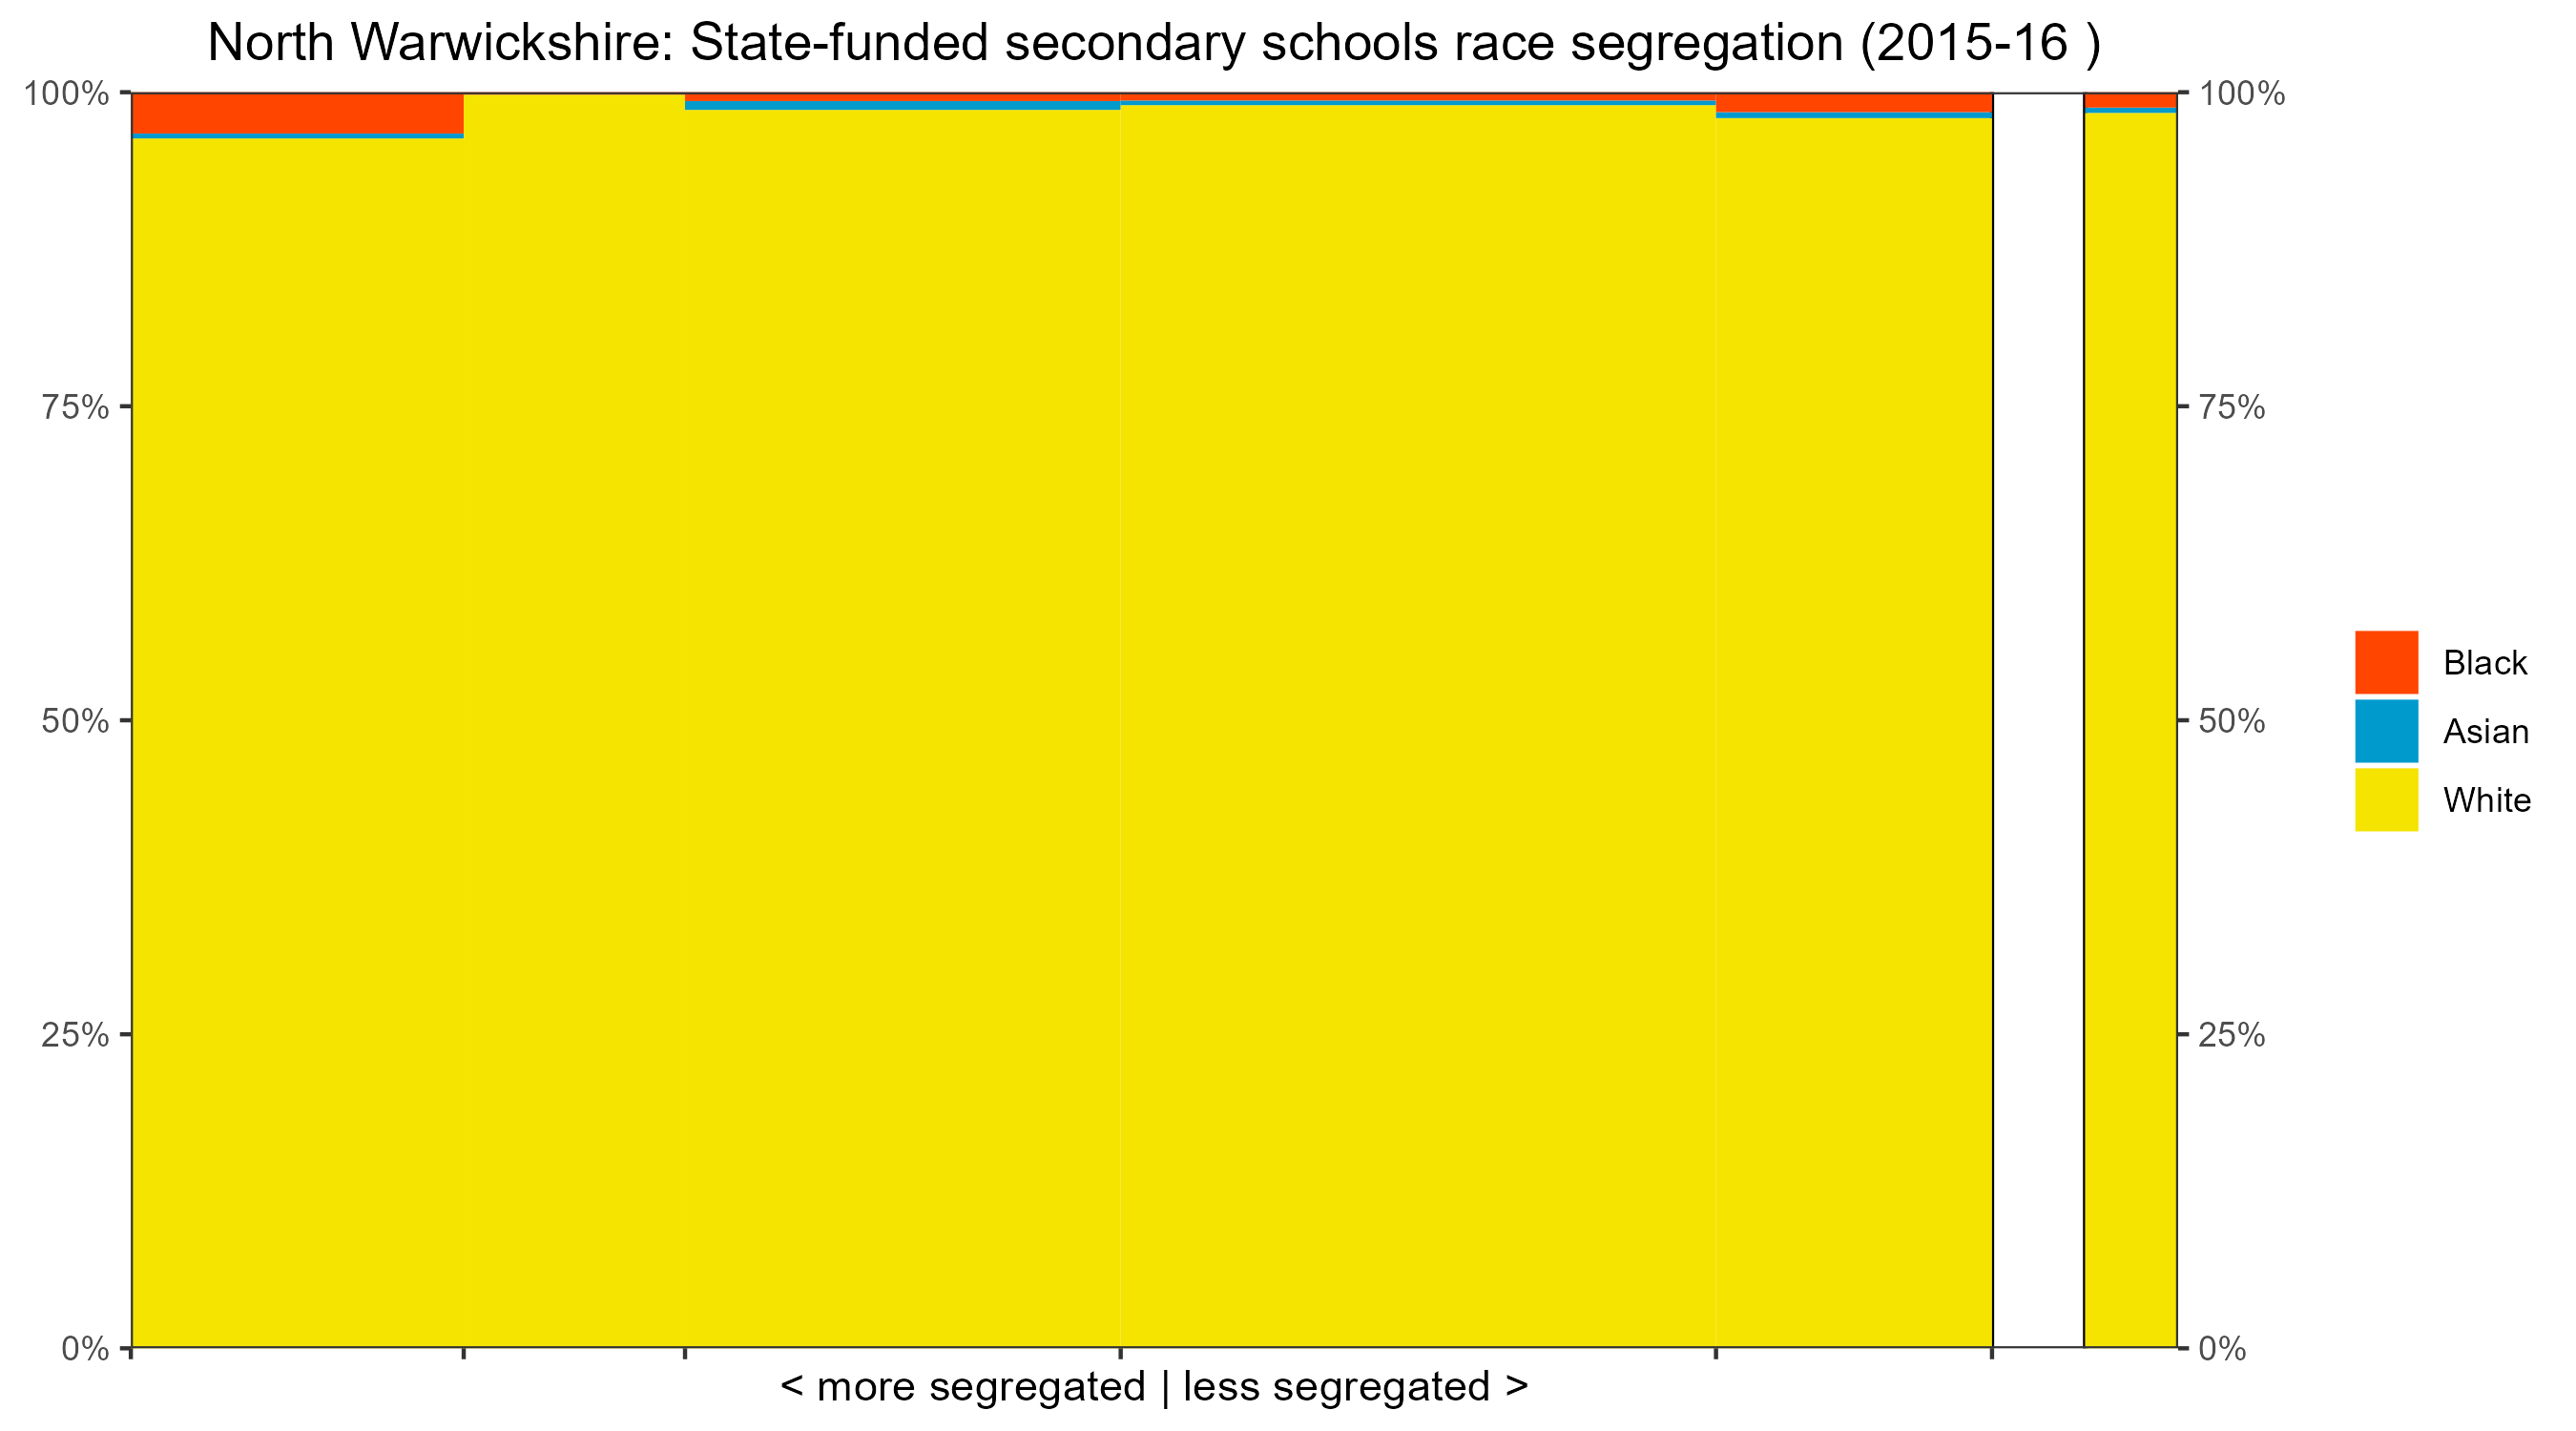 North Warwickshire: State-funded secondary schools race segregation (2015-16 )
100%
75%
50%
25%
0%
100%
75%
50%
25%
0%
Black
Asian
White
< more segregated | less segregated >